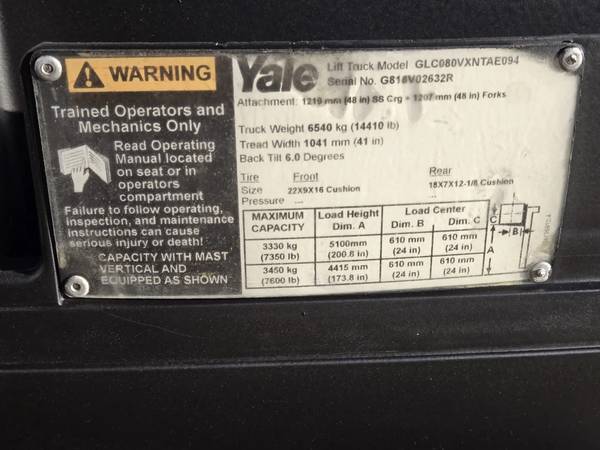 WARNING
Trained Operators and
Mechanics Only
Read Operating
Manual located
on seat or in
operators
compartment
Failure to follow operating,
inspection, and maintenance
instructions can cause
serious injury or death!
CAPACITY WITH MAST
VERTICAL AND
EQUIPPED AS SHOWN
Yale
Lift Truck Model GLC080VXNTAE094
Serial No. G818V02632R
Attachment: 1219 mm (48 in) SS Crg - 1207 mm (48 in) Forks
Truck Weight 6540 kg (14410 lb)
Tread Width 1041 mm (41 in)
Back Tilt 6.0 Degrees
Tire Front Rear
Size 22X9X16 Cushion 18X7X12-1/8 Cushion
Pressure ... ...
MAXIMUM CAPACITY Load Height Dim. A Load Center Dim. B Dim. C
3330 kg (7350 lb) 5100mm (200.8 in) 610 mm (24 in) 610 mm (24 in)
3450 kg (7600 lb) 4415 mm (173.8 in) 610 mm (24 in) 610 mm (24 in)
C
B
A